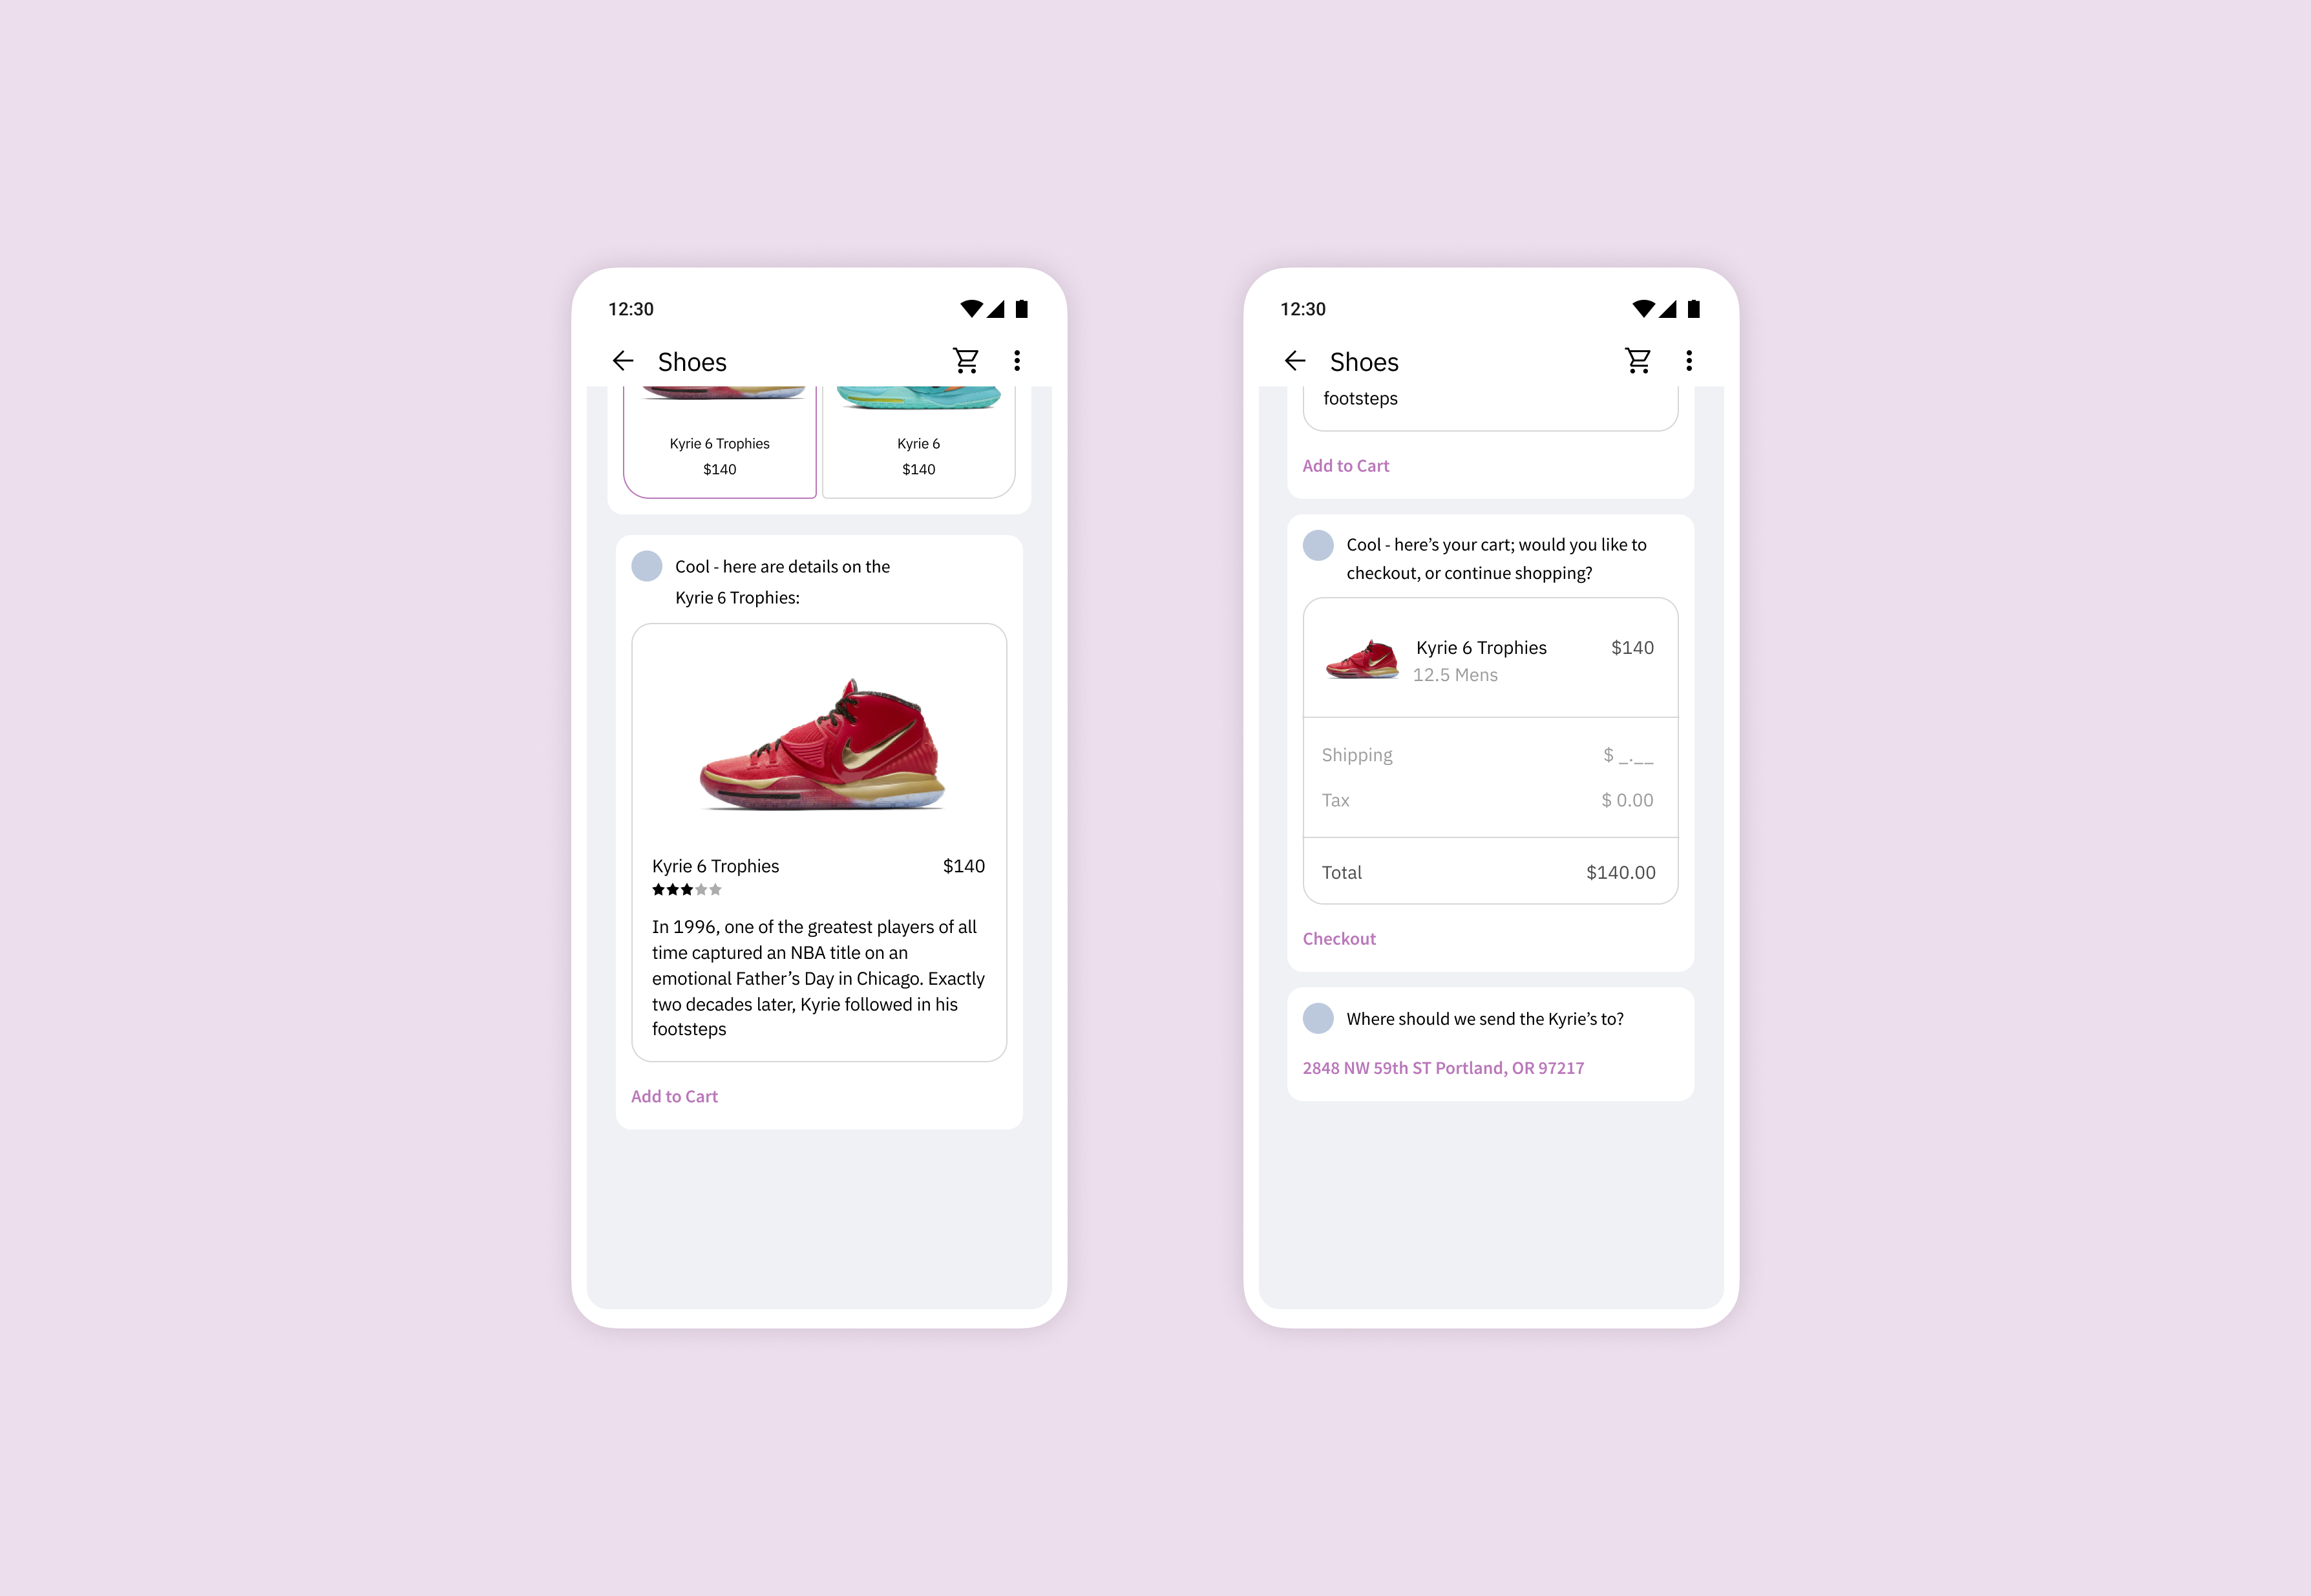 12:30
Shoes
Kyrie 6 Trophies
$140
Kyrie 6
$140
Cool - here are details on the
Kyrie 6 Trophies:
Kyrie 6 Trophies
$140
In 1996, one of the greatest players of all
time captured an NBA title on an
emotional Father’s Day in Chicago. Exactly
two decades later, Kyrie followed in his
footsteps
Add to Cart
12:30
Shoes
footsteps
Add to Cart
Cool - here’s your cart; would you like to
checkout, or continue shopping?
Kyrie 6 Trophies
$140
12.5 Mens
Shipping
$ _.__
Tax
$ 0.00
Total
$140.00
Checkout
Where should we send the Kyrie’s to?
2848 NW 59th ST Portland, OR 97217